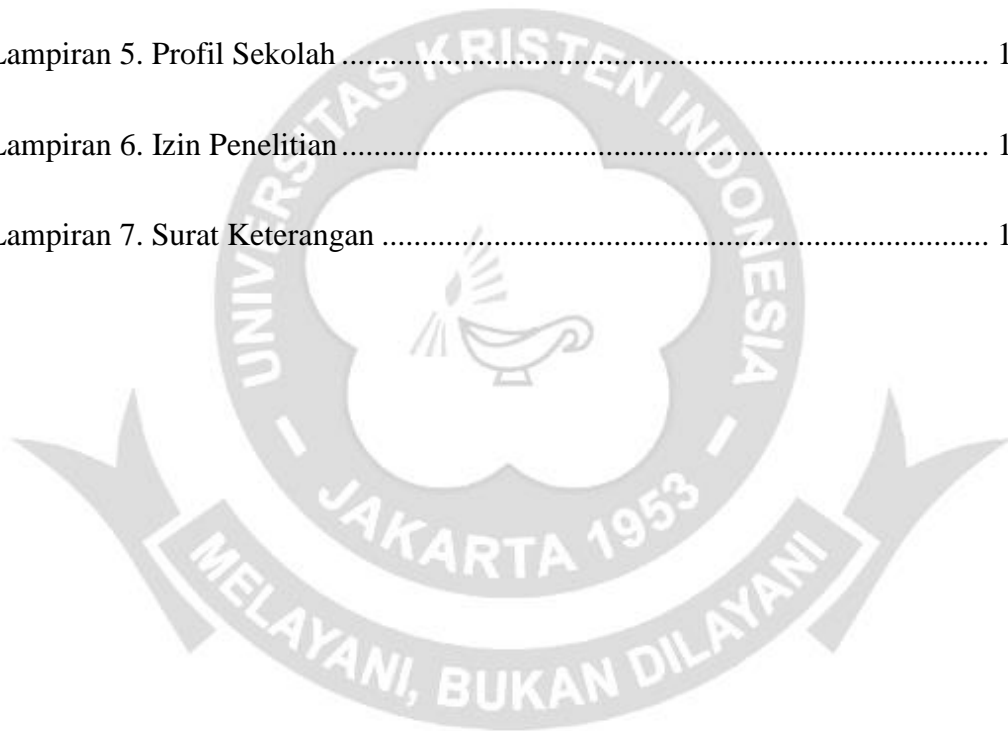 Lampiran 5. Profil Sekolah ................................................................................. 1
Lampiran 6. Izin Penelitian ................................................................................. 1
Lampiran 7. Surat Keterangan ............................................................................ 1
UNIVERSITAS KRISTEN INDONESIA
- JAKARTA 1953 -
MELAYANI, BUKAN DILAYANI